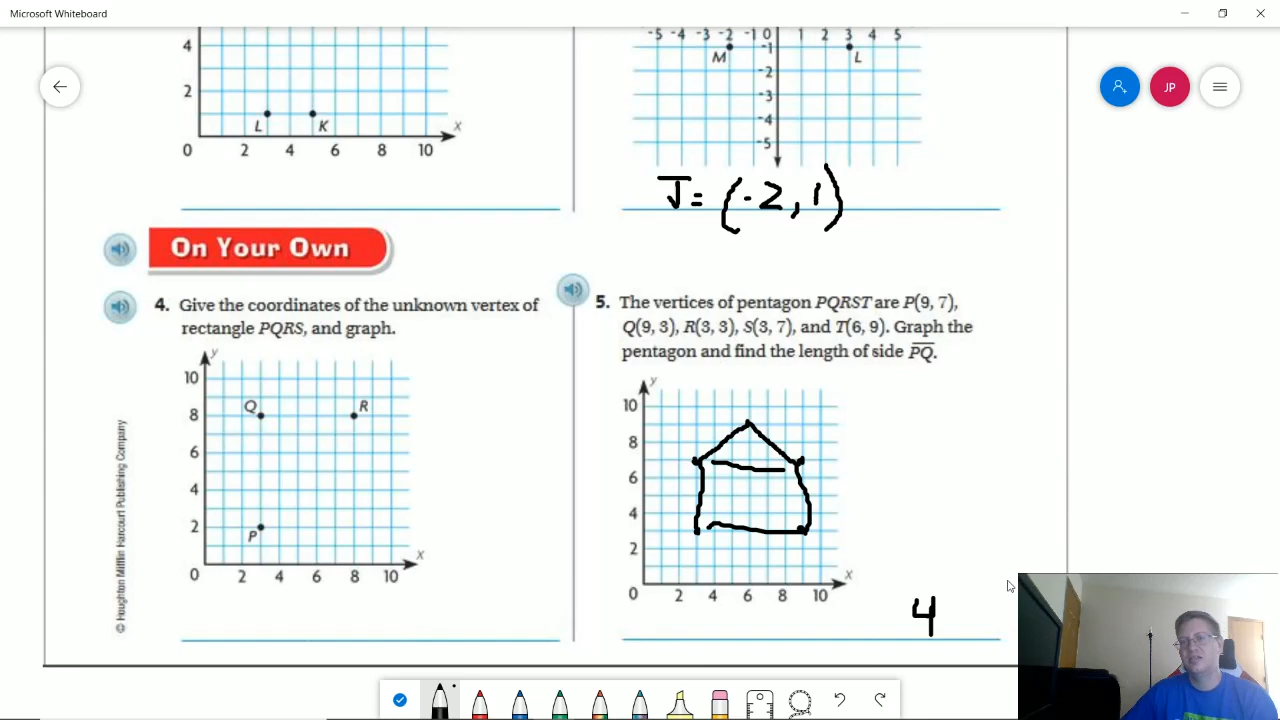 Microsoft Whiteboard
JP
4
2
L
K
x
0 2 4 6 8 10
-5 -4 -3 -2 -1 0 1 2 3 4 5
M
-1
L
-2
-3
-4
-5
J = (-2, 1)
On Your Own
4. Give the coordinates of the unknown vertex of
rectangle PQRS, and graph.
y
10
Q
R
8
6
4
2
P
x
0 2 4 6 8 10
5. The vertices of pentagon PQRST are P(9, 7),
Q(9, 3), R(3, 3), S(3, 7), and T(6, 9). Graph the
pentagon and find the length of side PQ.
y
10
8
6
4
2
x
0 2 4 6 8 10
4
© Houghton Mifflin Harcourt Publishing Company